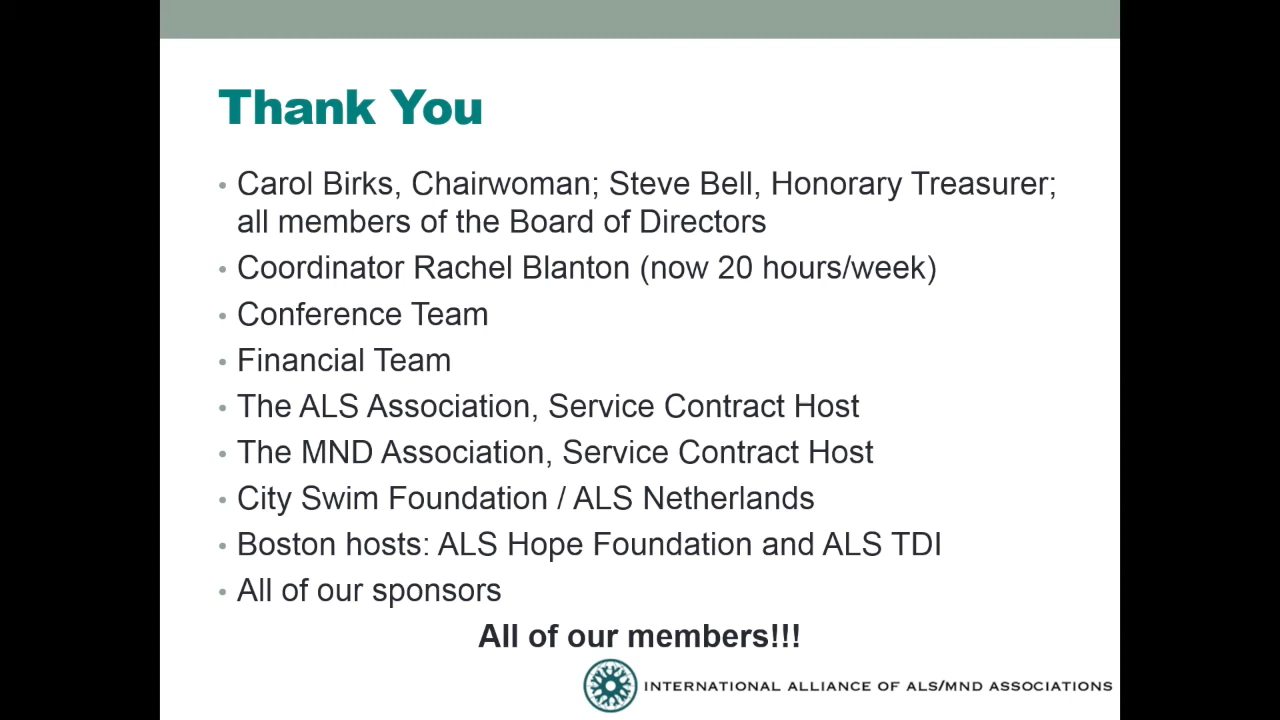 Thank You
• Carol Birks, Chairwoman; Steve Bell, Honorary Treasurer;
all members of the Board of Directors
• Coordinator Rachel Blanton (now 20 hours/week)
• Conference Team
• Financial Team
• The ALS Association, Service Contract Host
• The MND Association, Service Contract Host
• City Swim Foundation / ALS Netherlands
• Boston hosts: ALS Hope Foundation and ALS TDI
• All of our sponsors
All of our members!!!
INTERNATIONAL ALLIANCE OF ALS/MND ASSOCIATIONS